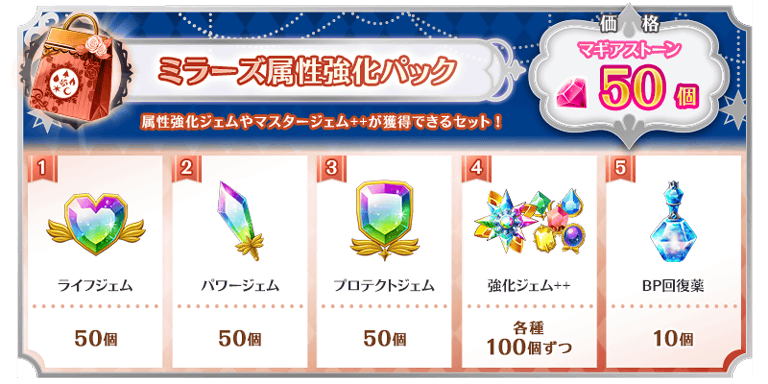 価格
マギアストーン
50個
ミラーズ属性強化パック
属性強化ジェムやマスタージェム++が獲得できるセット！
1
ライフジェム
50個
2
パワージェム
50個
3
プロテクトジェム
50個
4
強化ジェム++
各種
100個ずつ
5
BP回復薬
10個